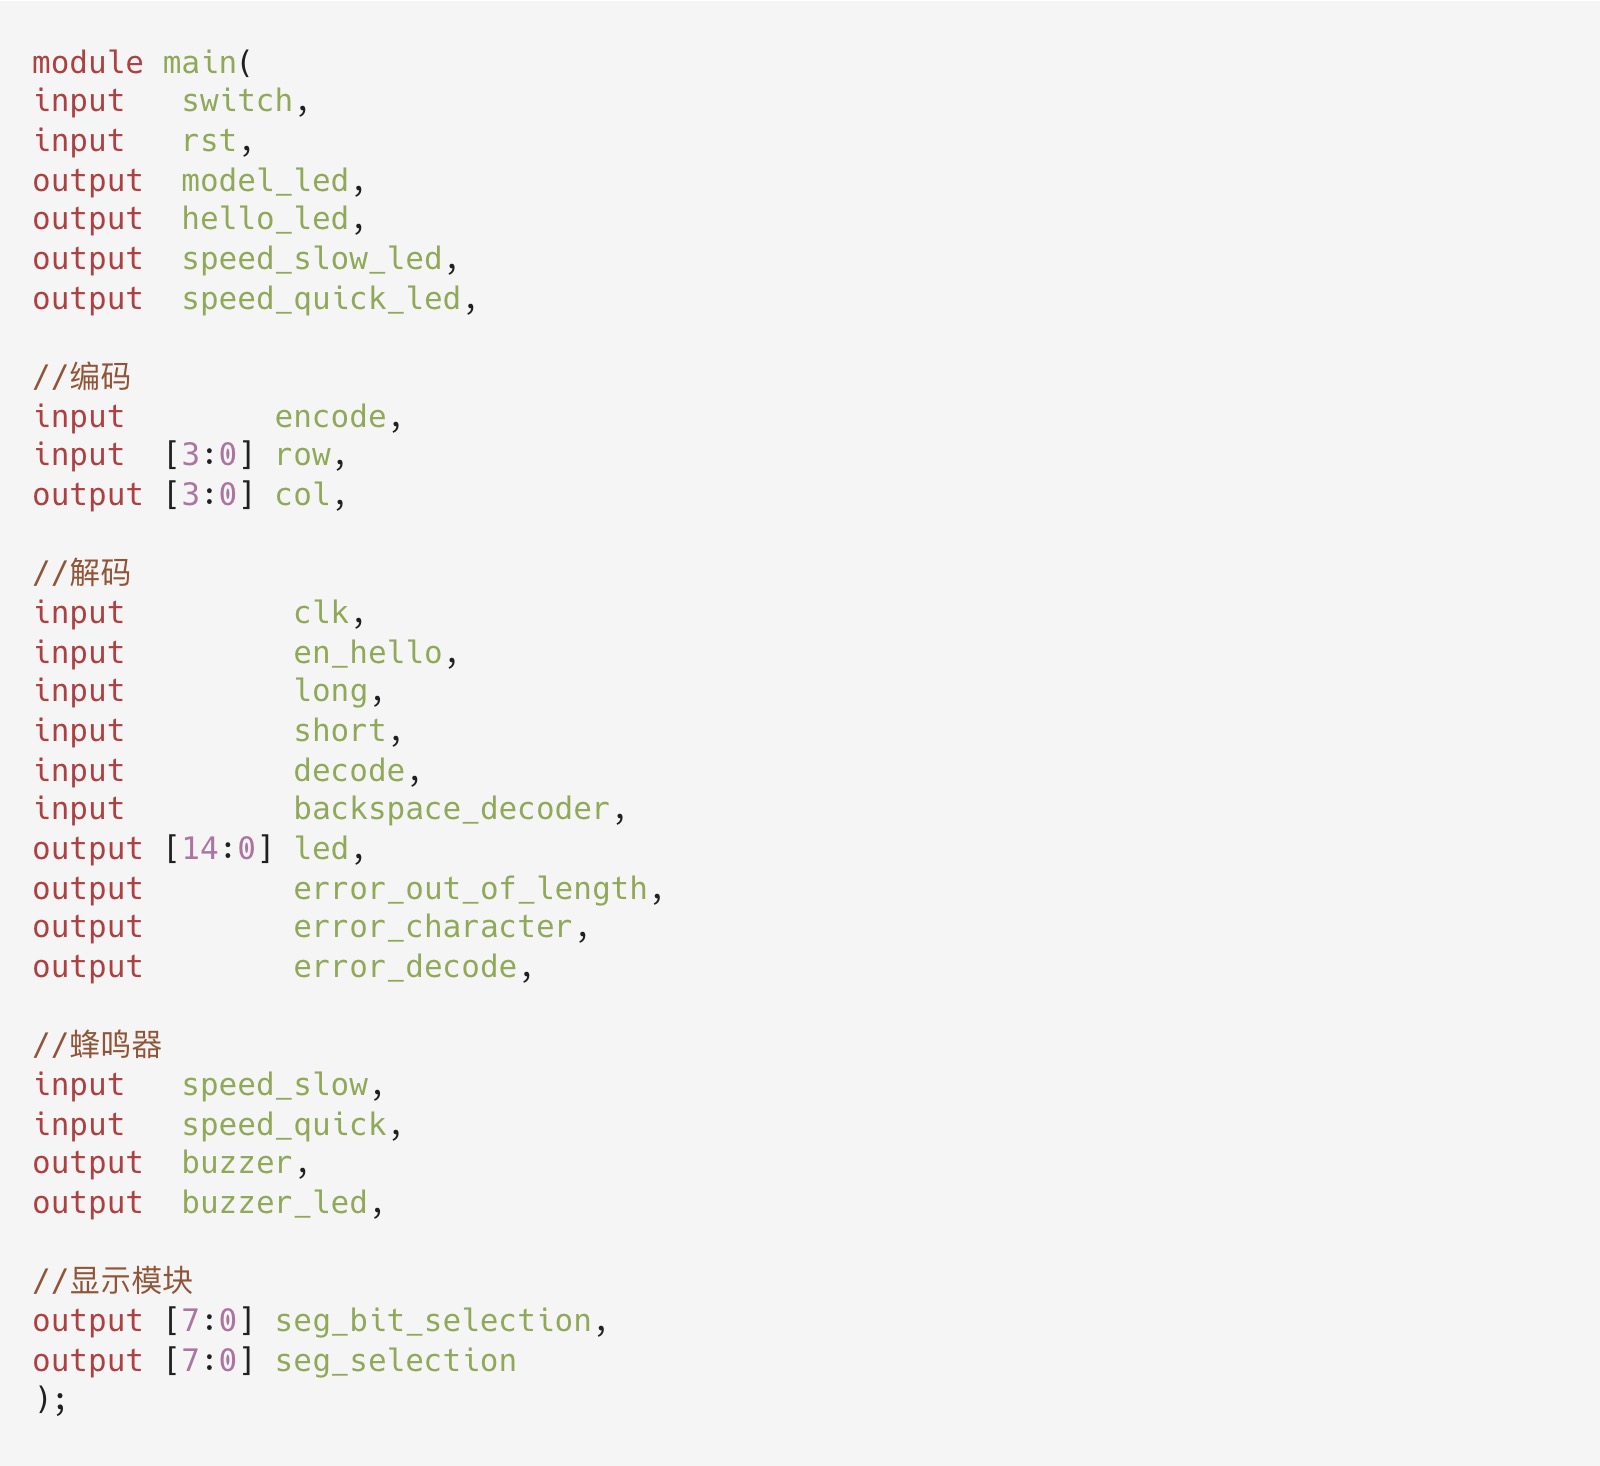 module main(
input   switch,
input   rst,
output  model_led,
output  hello_led,
output  speed_slow_led,
output  speed_quick_led,
//编码
input        encode,
input  [3:0] row,
output [3:0] col,
//解码
input         clk,
input         en_hello,
input         long,
input         short,
input         decode,
input         backspace_decoder,
output [14:0] led,
output        error_out_of_length,
output        error_character,
output        error_decode,
//蜂鸣器
input   speed_slow,
input   speed_quick,
output  buzzer,
output  buzzer_led,
//显示模块
output [7:0] seg_bit_selection,
output [7:0] seg_selection
);